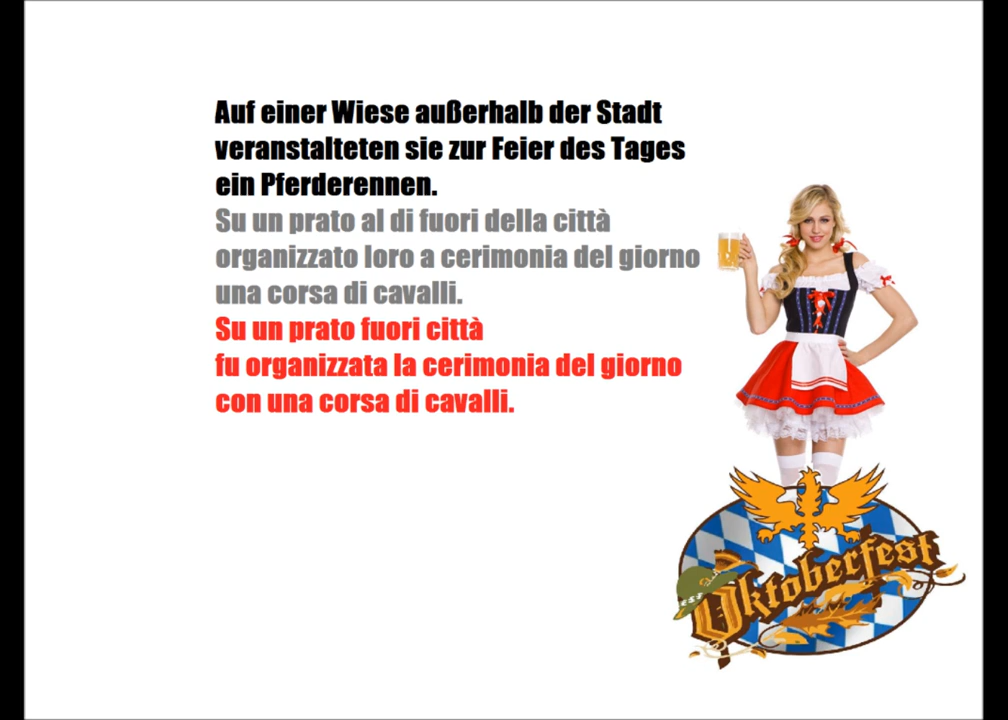 Auf einer Wiese außerhalb der Stadt
veranstalteten sie zur Feier des Tages
ein Pferderennen.
Su un prato al di fuori della città
organizzato loro a cerimonia del giorno
una corsa di cavalli.
Su un prato fuori città
fu organizzata la cerimonia del giorno
con una corsa di cavalli.
Oktoberfest